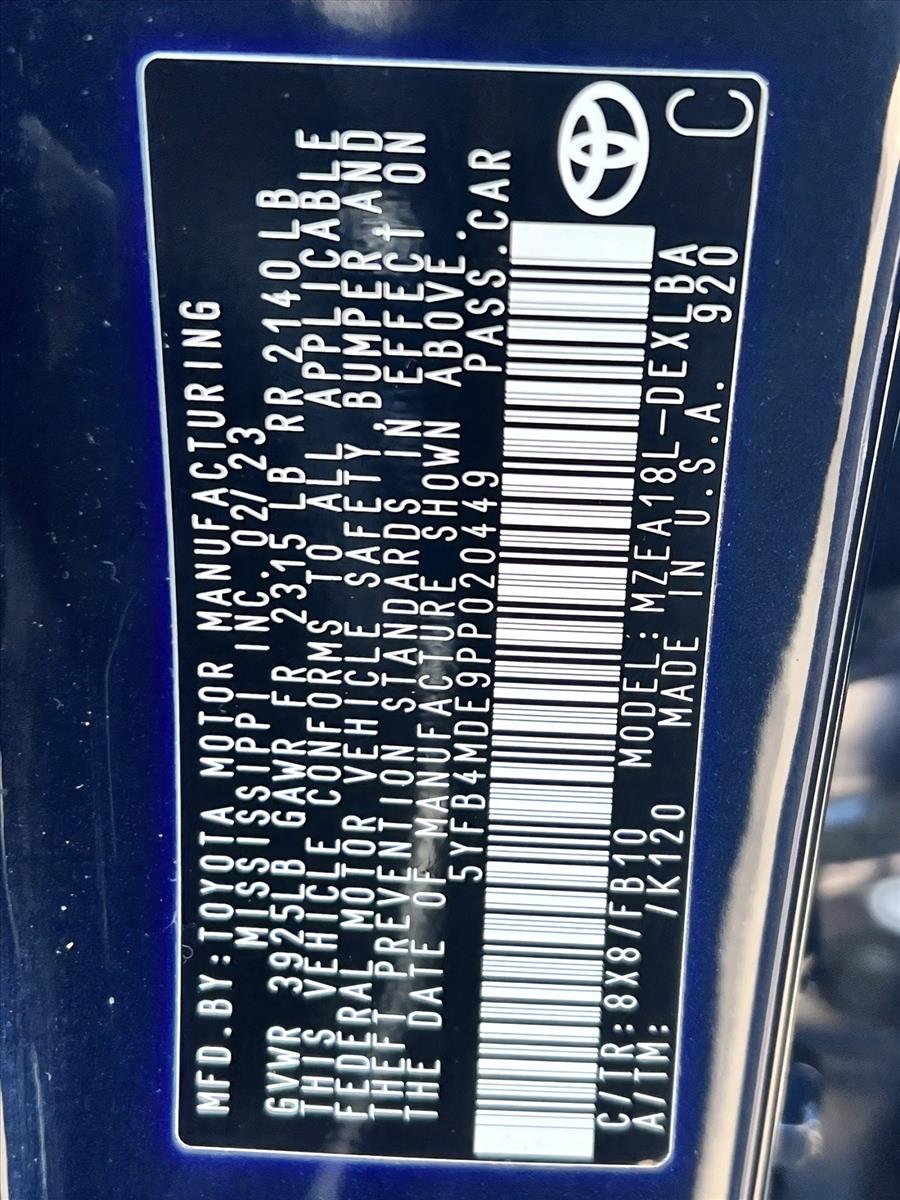 MFD.BY:TOYOTA MOTOR MANUFACTURING
MISSISSIPPI INC. 02/23
GVWR 3925LB GAWR FR 2315 LB RR 2140LB
THIS VEHICLE CONFORMS TO ALL APPLICABLE
FEDERAL MOTOR VEHICLE SAFETY, BUMPER,AND
THEFT PREVENTION STANDARDS IN EFFECT ON
THE DATE OF MANUFACTURE SHOWN ABOVE.
5YFB4MDE9PP020449 PASS.CAR
C/TR:8X8/FB10 MODEL:MZEA18L-DEXLBA
A/TM: /K120 MADE IN U.S.A. 920
C